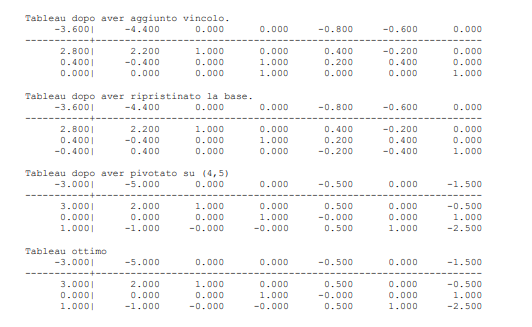 Tableau dopo aver aggiunto vincolo.
-3.600| -4.400 0.000 0.000 -0.800 -0.600 0.000
2.800| 2.200 1.000 0.000 0.400 -0.200 0.000
0.400| -0.400 0.000 1.000 0.200 0.400 0.000
0.000| 0.000 0.000 1.000 0.000 0.000 1.000
Tableau dopo aver ripristinato la base.
-3.600| -4.400 0.000 0.000 -0.800 -0.600 0.000
2.800| 2.200 1.000 0.000 0.400 -0.200 0.000
0.400| -0.400 0.000 1.000 0.200 0.400 0.000
-0.400| 0.400 0.000 0.000 -0.200 -0.400 1.000
Tableau dopo aver pivotato su (4,5)
-3.000| -5.000 0.000 0.000 -0.500 0.000 -1.500
3.000| 2.000 1.000 0.000 0.500 0.000 -0.500
0.000| 0.000 0.000 1.000 -0.000 0.000 1.000
1.000| -1.000 -0.000 -0.000 0.500 1.000 -2.500
Tableau ottimo
-3.000| -5.000 0.000 0.000 -0.500 0.000 -1.500
3.000| 2.000 1.000 0.000 0.500 0.000 -0.500
0.000| 0.000 0.000 1.000 -0.000 0.000 1.000
1.000| -1.000 -0.000 -0.000 0.500 1.000 -2.500